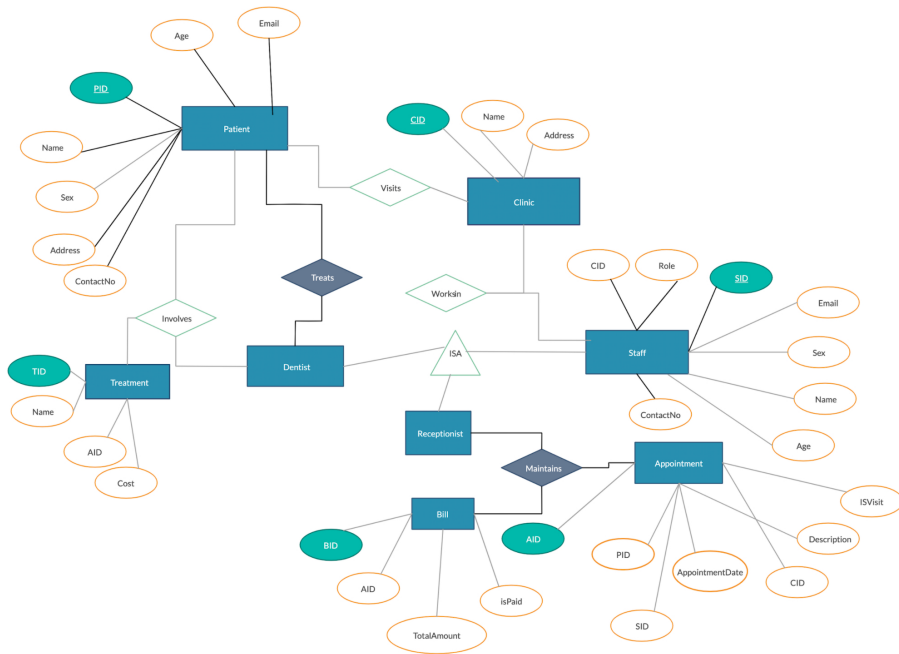 Email
Age
PID
Patient
CID
Name
Address
Name
Visits
Sex
Clinic
Address
ContactNo
CID
Role
SID
Treats
Worksin
Email
Involves
ISA
Staff
Sex
TID
Treatment
Dentist
Name
Name
ContactNo
AID
Receptionist
Age
Cost
Maintains
Appointment
ISVisit
Bill
BID
AID
PID
Description
AID
isPaid
AppointmentDate
CID
TotalAmount
SID